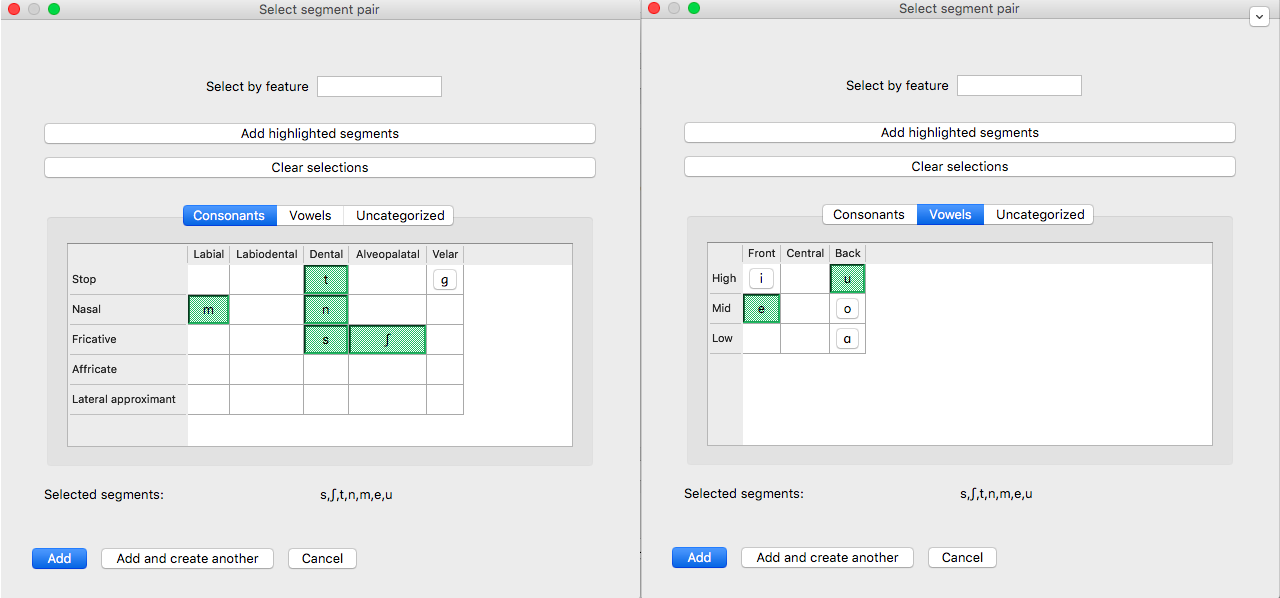 Select segment pair
Select by feature
Add highlighted segments
Clear selections
Consonants Vowels Uncategorized
Labial Labiodental Dental Alveopalatal Velar
Stop t g
Nasal m n
Fricative s ʃ
Affricate
Lateral approximant
Selected segments: s,ʃ,t,n,m,e,u
Add Add and create another Cancel
Select segment pair
Select by feature
Add highlighted segments
Clear selections
Consonants Vowels Uncategorized
Front Central Back
High i u
Mid e o
Low ɑ
Selected segments: s,ʃ,t,n,m,e,u
Add Add and create another Cancel